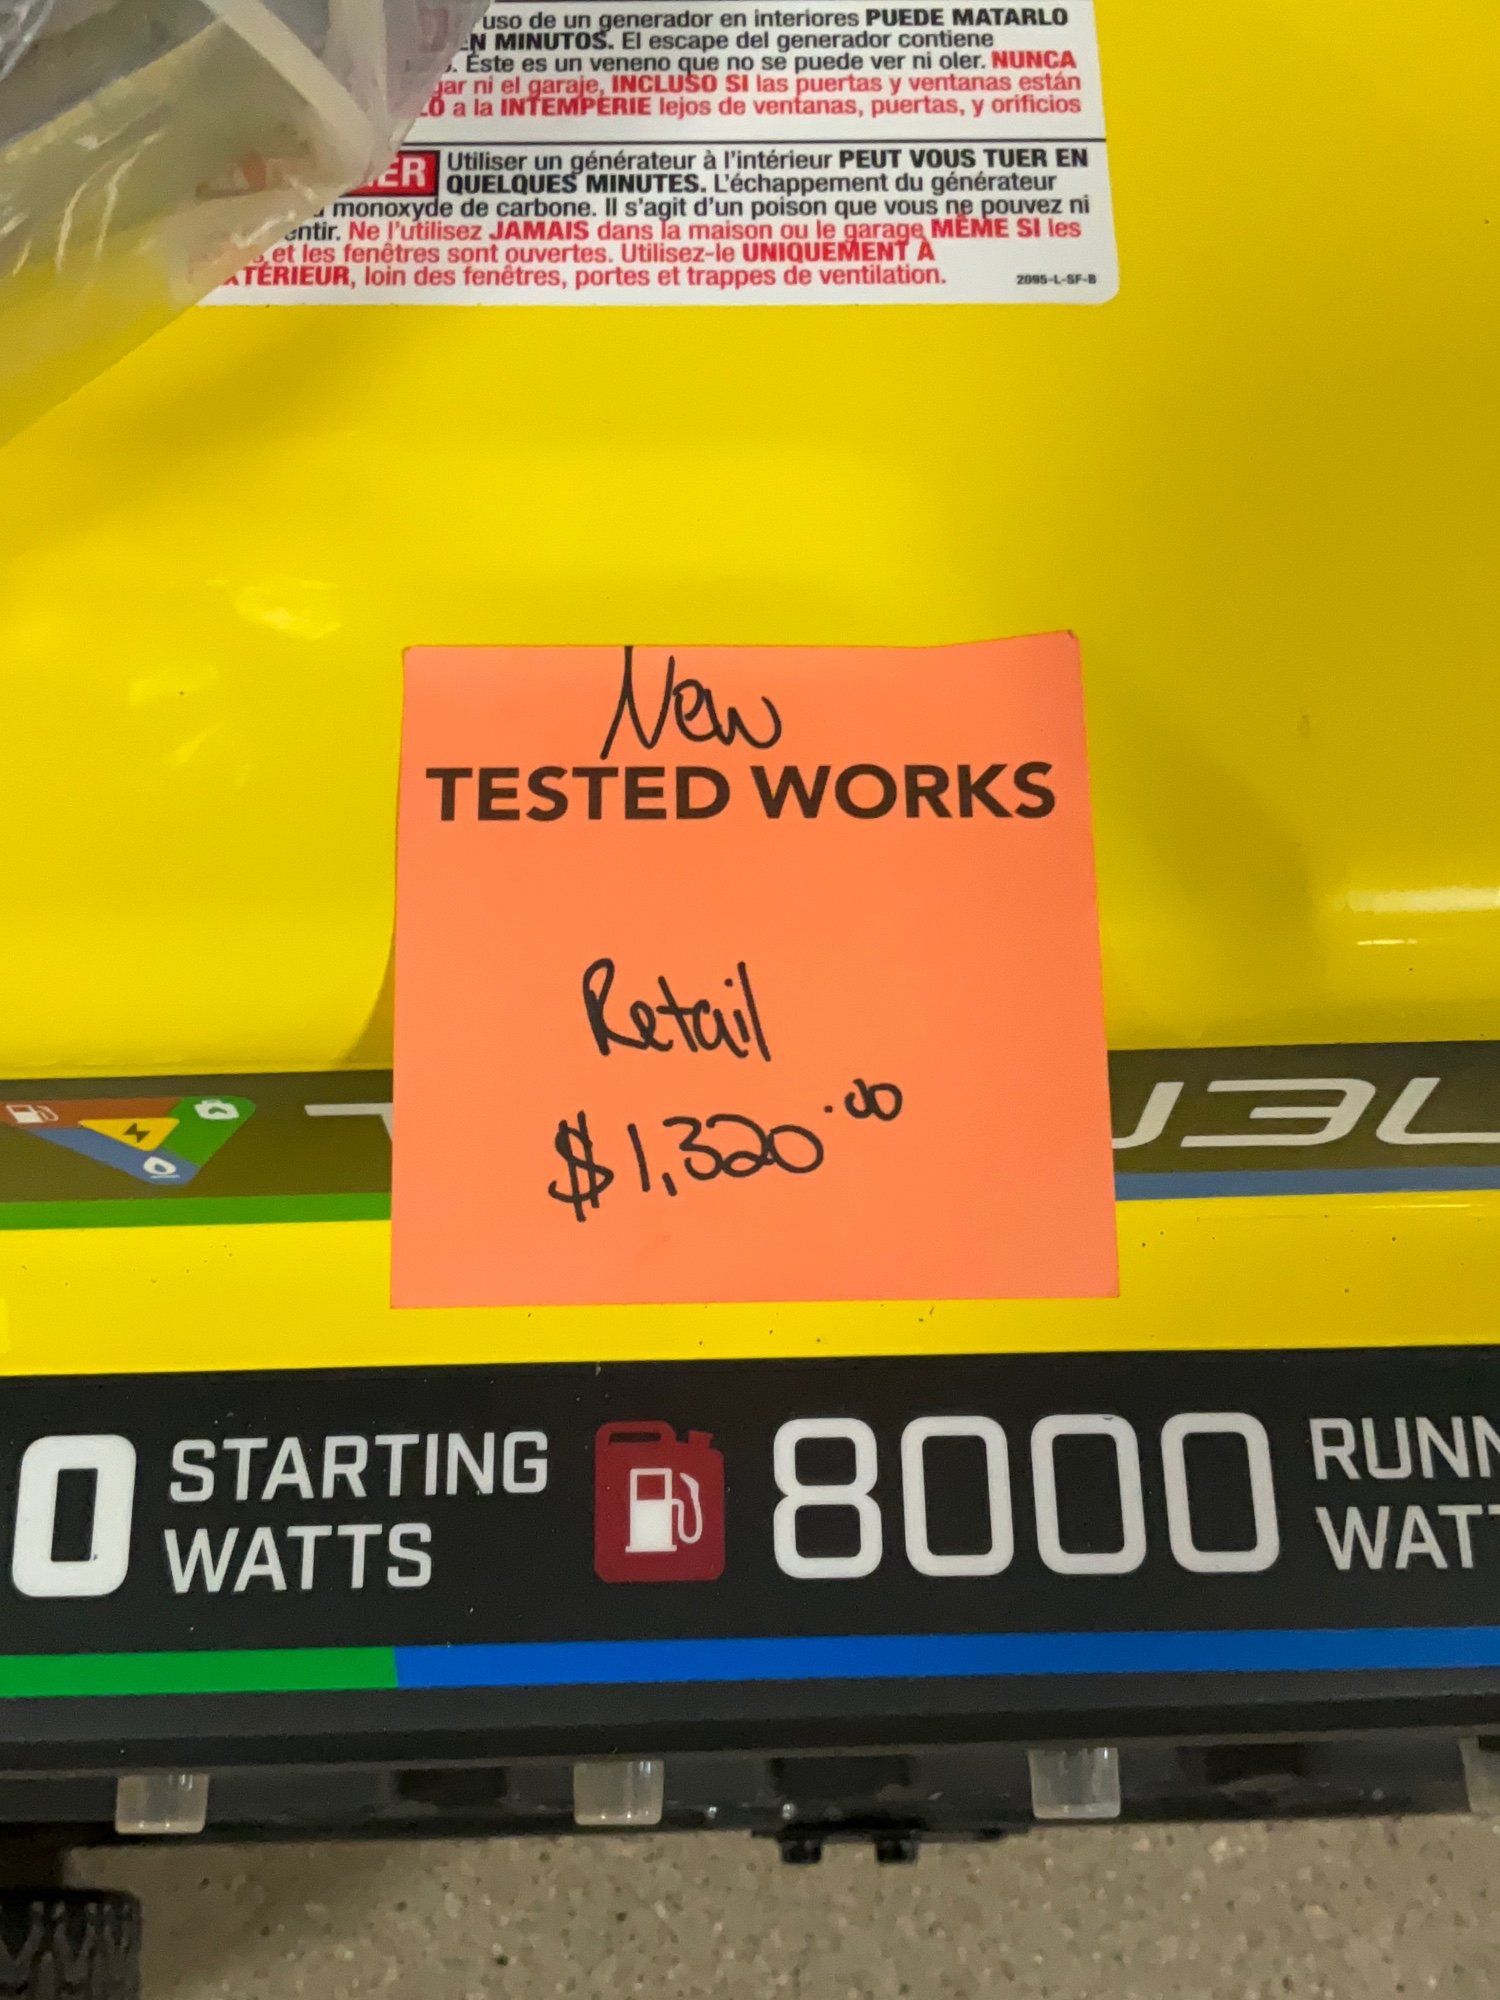 uso de un generador en interiores PUEDE MATARLO
EN MINUTOS. El escape del generador contiene
. Este es un veneno que no se puede ver ni oler. NUNCA
ni el garaje, INCLUSO SI las puertas y ventanas están
a la INTEMPERIE lejos de ventanas, puertas, y orificios
Utiliser un générateur à l'intérieur PEUT VOUS TUER EN
QUELQUES MINUTES. L'échappement du générateur
monoxyde de carbone. Il s'agit d'un poison que vous ne pouvez ni
Ne l'utilisez JAMAIS dans la maison ou le garage MÊME SI les
et les fenêtres sont ouvertes. Utilisez-le UNIQUEMENT À
loin des fenêtres, portes et trappes de ventilation.
2095-L-SF-B
New
TESTED WORKS
Retail
$1,320.00
0 STARTING
WATTS
8000 RUNN
WAT